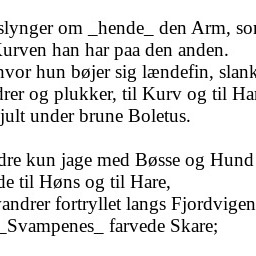 slynger om _hende_ den Arm, so
Kurven han har paa den anden.
hvor hun bøjer sig lændefin, slank
drer og plukker, til Kurv og til Ha
jult under brune Boletus.
dre kun jage med Bøsse og Hund
de til Høns og til Hare,
vandrer fortryllet langs Fjordvigen
_Svampenes_ farvede Skare;